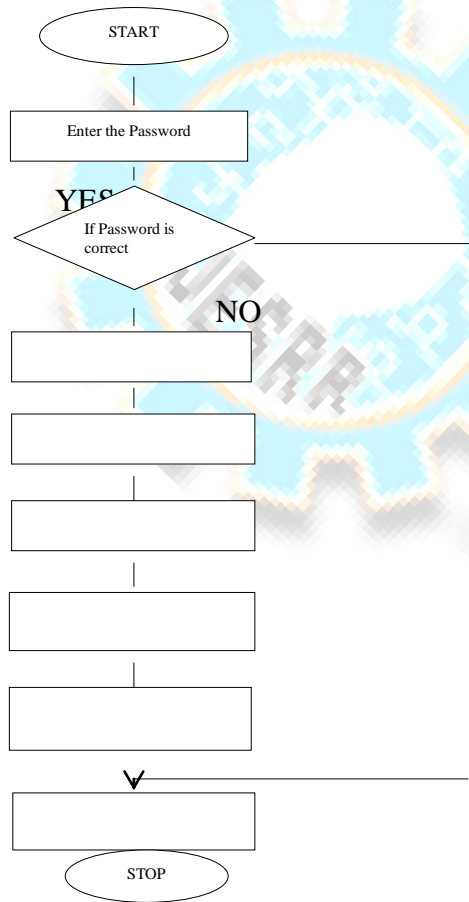 START
Enter the Password
YES
If Password is
correct
NO
STOP